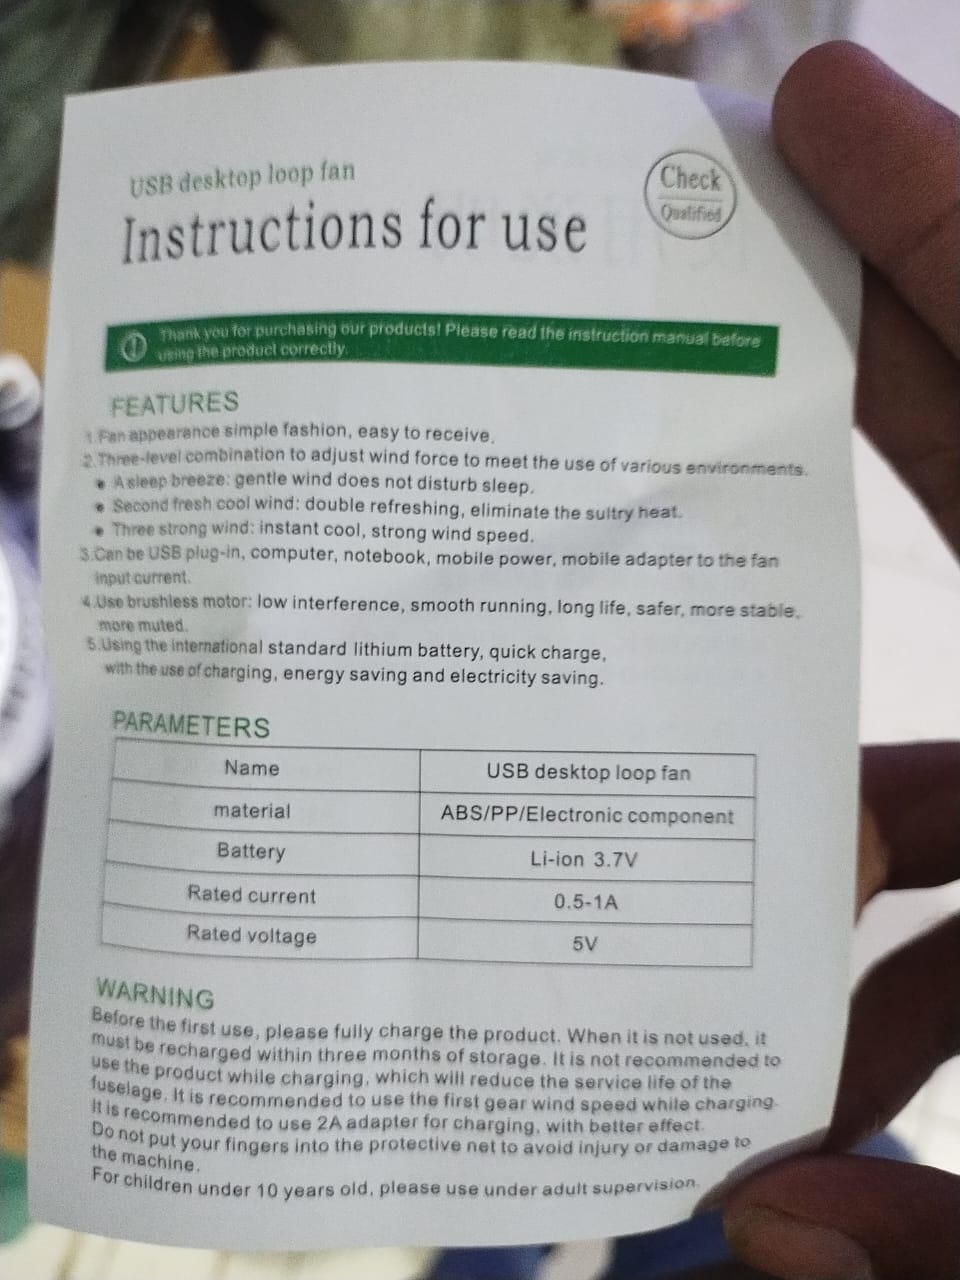 USB desktop loop fan
Instructions for use
Check
Qualified
Thank you for purchasing our products! Please read the instruction manual before
using the product correctly.
FEATURES
1.Fan appearance simple fashion, easy to receive.
2.Three-level combination to adjust wind force to meet the use of various environments.
• A sleep breeze: gentle wind does not disturb sleep.
• Second fresh cool wind: double refreshing, eliminate the sultry heat.
• Three strong wind: instant cool, strong wind speed.
3.Can be USB plug-in, computer, notebook, mobile power, mobile adapter to the fan
input current.
4.Use brushless motor: low interference, smooth running, long life, safer, more stable,
more muted.
5.Using the international standard lithium battery, quick charge,
with the use of charging, energy saving and electricity saving.
PARAMETERS
Name USB desktop loop fan
material ABS/PP/Electronic component
Battery Li-ion 3.7V
Rated current 0.5-1A
Rated voltage 5V
WARNING
Before the first use, please fully charge the product. When it is not used, it
must be recharged within three months of storage. It is not recommended to
use the product while charging, which will reduce the service life of the
fuselage. It is recommended to use the first gear wind speed while charging.
It is recommended to use 2A adapter for charging, with better effect.
Do not put your fingers into the protective net to avoid injury or damage to
the machine.
For children under 10 years old, please use under adult supervision.